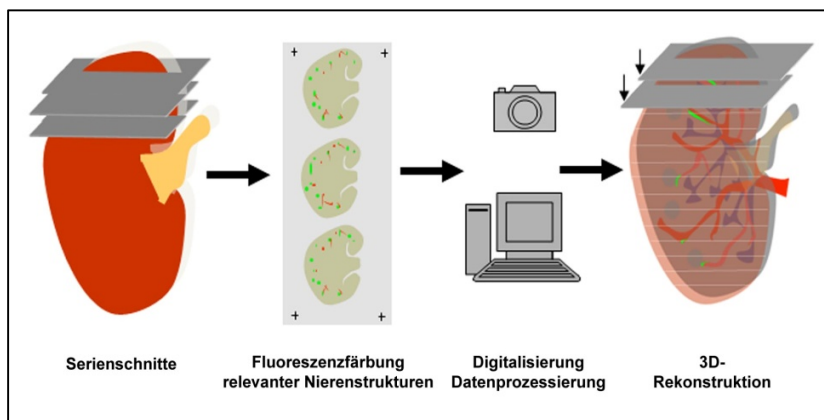 Serienschnitte
Fluoreszenzfärbung
relevanter Nierenstrukturen
Digitalisierung
Datenprozessierung
3D-
Rekonstruktion